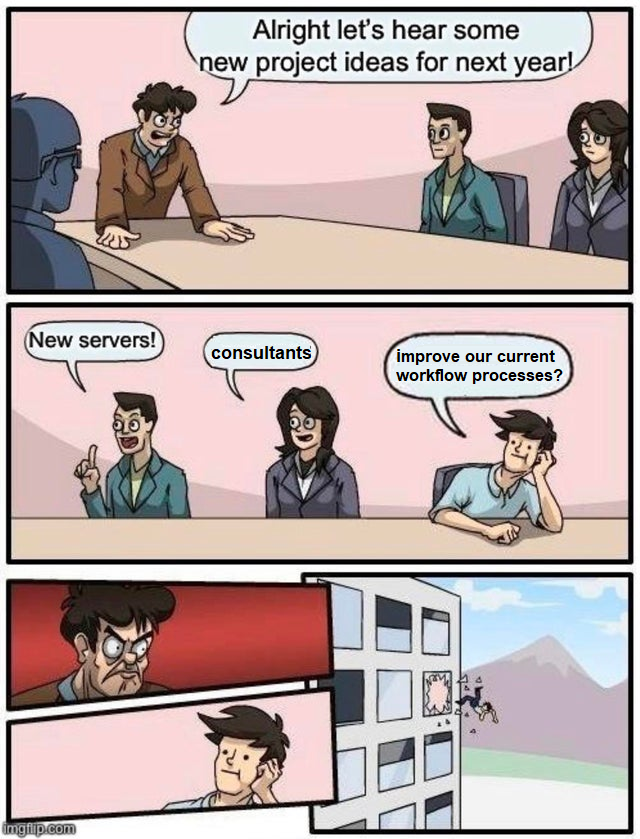 Alright let's hear some
new project ideas for next year!
New servers!
consultants
improve our current
workflow processes?
imgflip.com